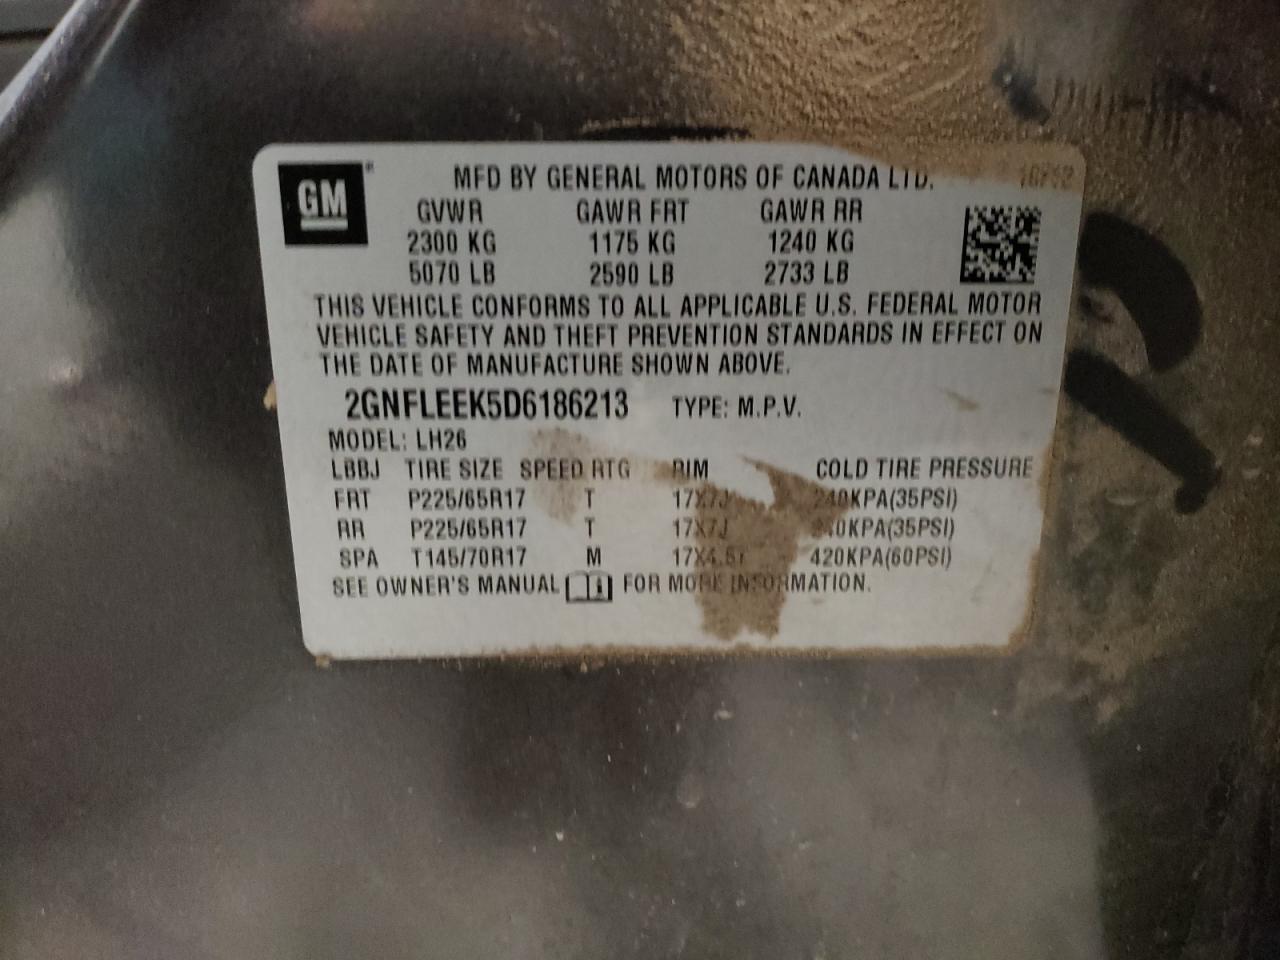 GM
MFD BY GENERAL MOTORS OF CANADA LTD.
GVWR GAWR FRT GAWR RR
2300 KG 1175 KG 1240 KG
5070 LB 2590 LB 2733 LB
THIS VEHICLE CONFORMS TO ALL APPLICABLE U.S. FEDERAL MOTOR
VEHICLE SAFETY AND THEFT PREVENTION STANDARDS IN EFFECT ON
THE DATE OF MANUFACTURE SHOWN ABOVE.
2GNFLEEK5D6186213 TYPE: M.P.V.
MODEL: LH26
LBBJ TIRE SIZE SPEED RTG RIM COLD TIRE PRESSURE
FRT P225/65R17 T 17X7J 240KPA(35PSI)
RR P225/65R17 T 17X7J 240KPA(35PSI)
SPA T145/70R17 M 420KPA(60PSI)
SEE OWNER'S MANUAL FOR MORE INFORMATION.